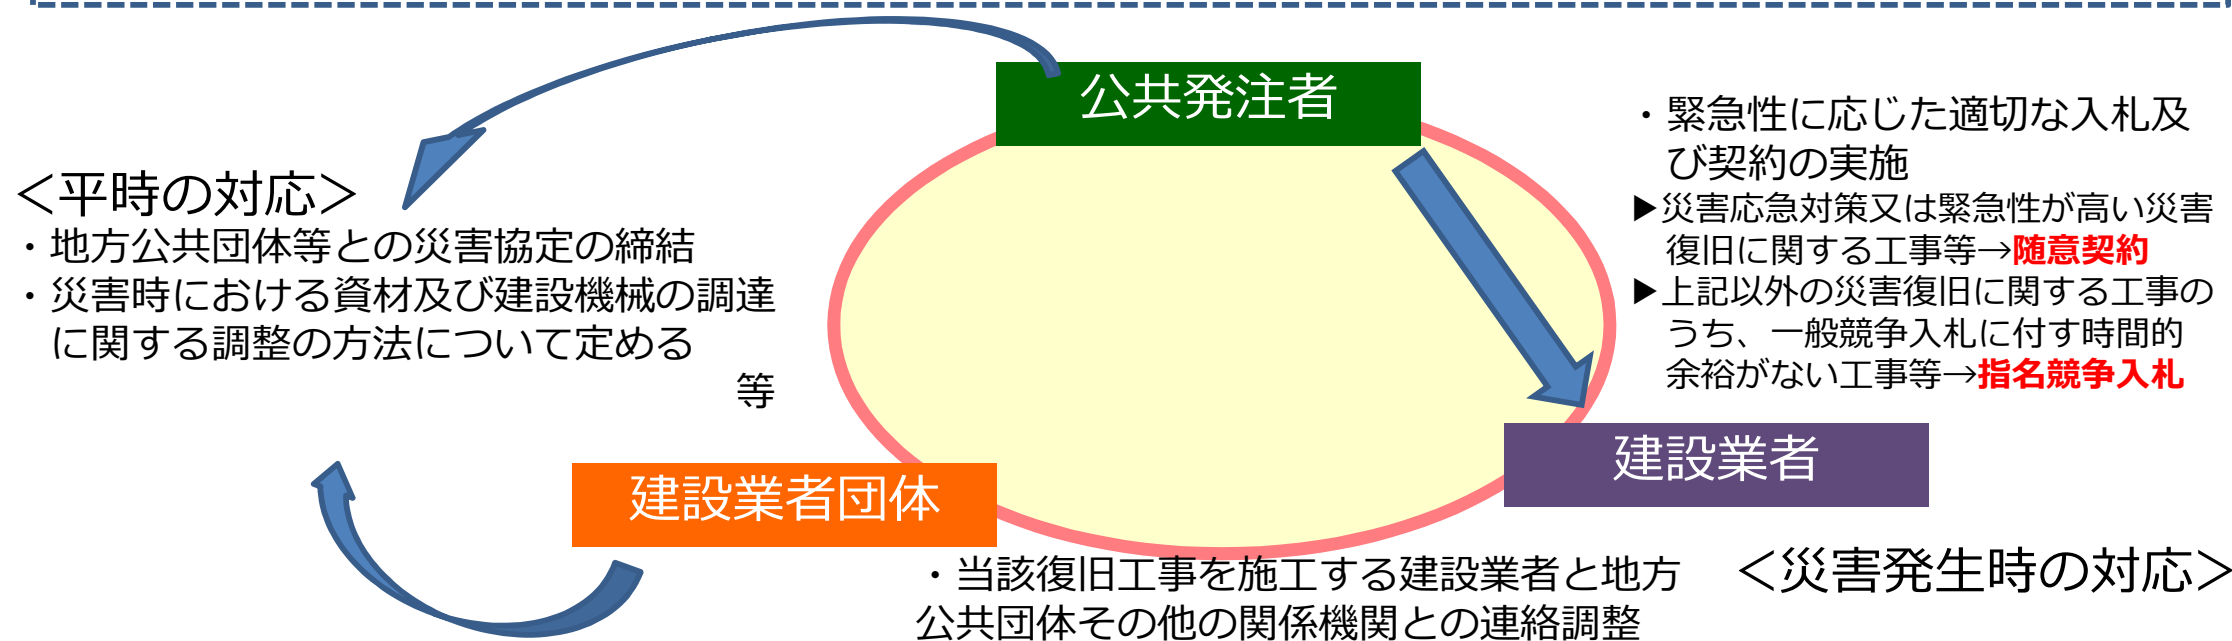 公共発注者
・緊急性に応じた適切な入札及
び契約の実施
▶災害応急対策又は緊急性が高い災害
復旧に関する工事等→随意契約
▶上記以外の災害復旧に関する工事の
うち、一般競争入札に付す時間的
余裕がない工事等→指名競争入札
＜平時の対応＞
・地方公共団体等との災害協定の締結
・災害時における資材及び建設機械の調達
に関する調整の方法について定める
等
建設業者
建設業者団体
＜災害発生時の対応＞
・当該復旧工事を施工する建設業者と地方
公共団体その他の関係機関との連絡調整